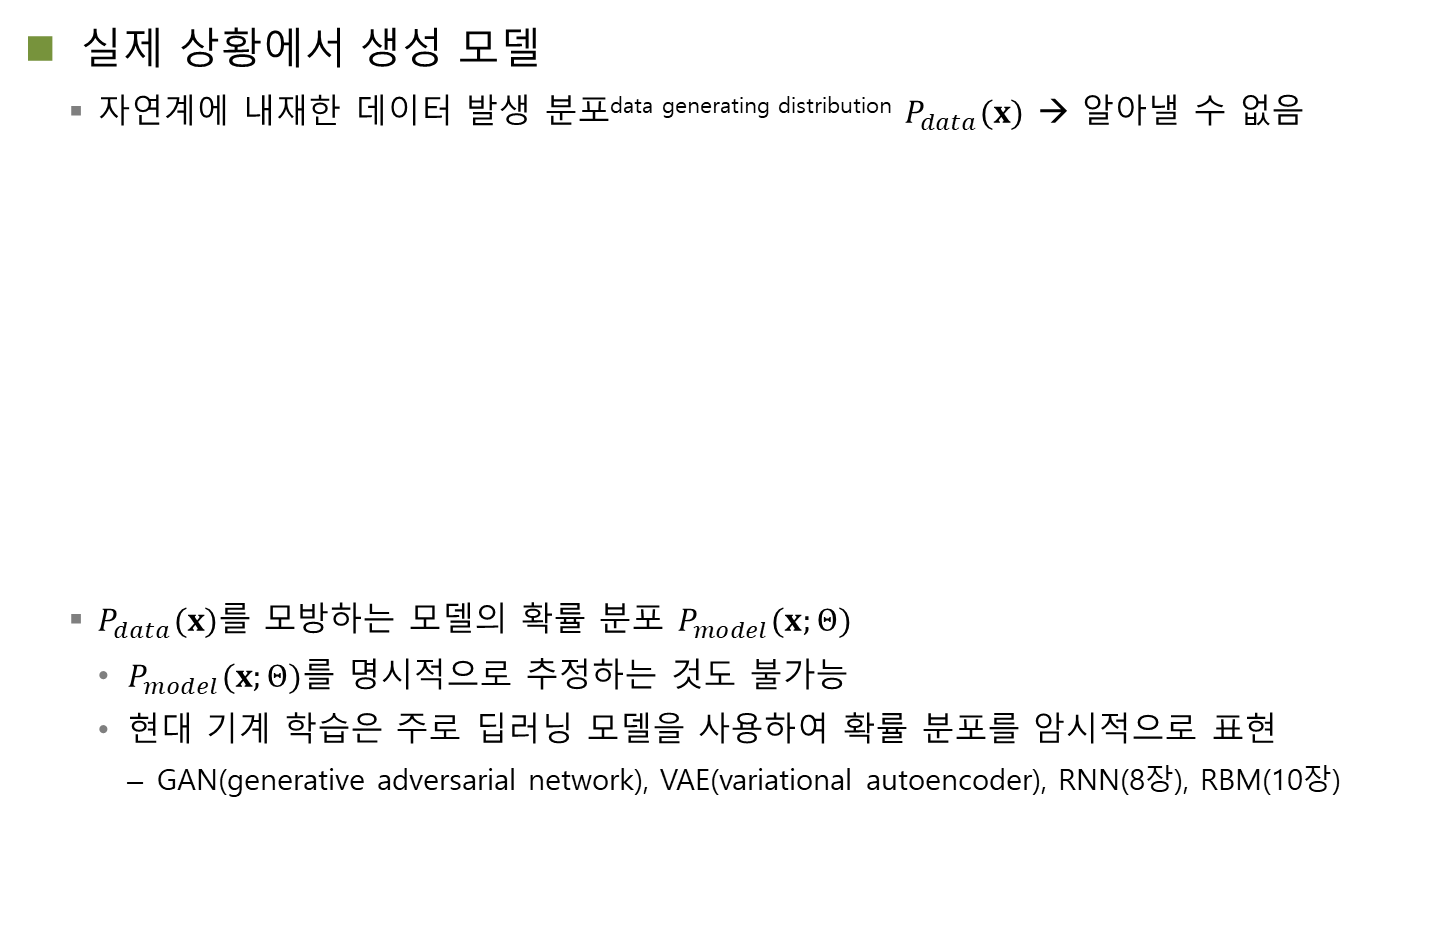 ■ 실제 상황에서 생성 모델
▪ 자연계에 내재한 데이터 발생 분포data generating distribution P_data(x) → 알아낼 수 없음
▪ P_data(x)를 모방하는 모델의 확률 분포 P_model(x; Θ)
• P_model(x; Θ)를 명시적으로 추정하는 것도 불가능
• 현대 기계 학습은 주로 딥러닝 모델을 사용하여 확률 분포를 암시적으로 표현
– GAN(generative adversarial network), VAE(variational autoencoder), RNN(8장), RBM(10장)